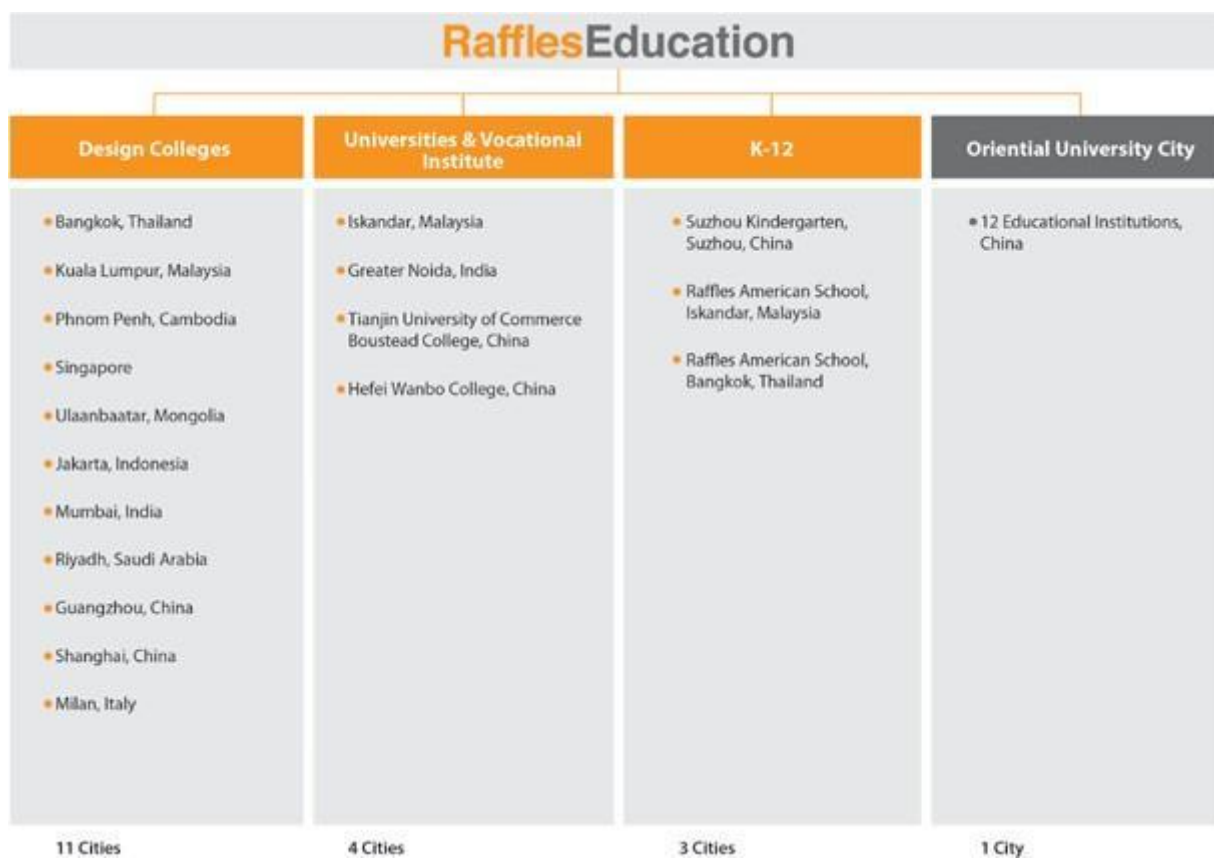 RafflesEducation
Design Colleges
Bangkok, Thailand
Kuala Lumpur, Malaysia
Phnom Penh, Cambodia
Singapore
Ulaanbaatar, Mongolia
Jakarta, Indonesia
Mumbai, India
Riyadh, Saudi Arabia
Guangzhou, China
Shanghai, China
Milan, Italy
11 Cities
Universities & Vocational
Institute
Iskandar, Malaysia
Greater Noida, India
Tianjin University of Commerce
Boustead College, China
Hefei Wanbo College, China
4 Cities
K-12
Suzhou Kindergarten,
Suzhou, China
Raffles American School,
Iskandar, Malaysia
Raffles American School,
Bangkok, Thailand
3 Cities
Oriential University City
12 Educational Institutions,
China
1 City